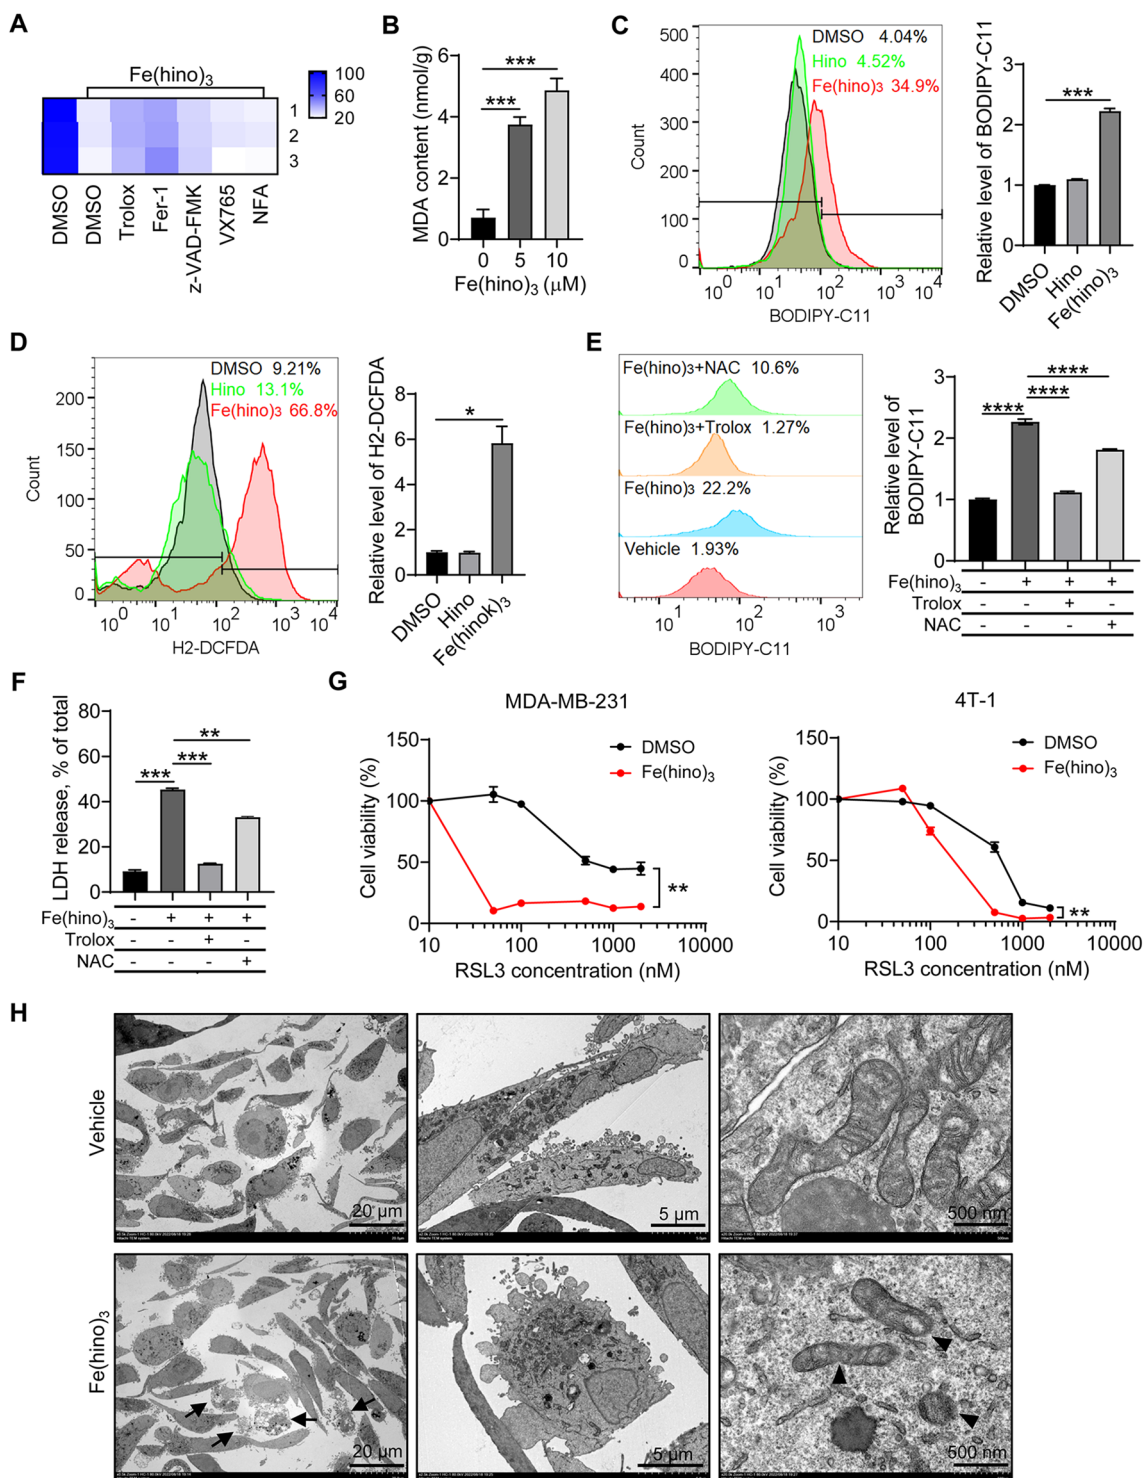 A
Fe(hino)3
100
60
20
1
2
3
DMSO
DMSO
Trolox
Fer-1
z-VAD-FMK
VX765
NFA
B
MDA content (nmol/g)
6
4
2
0
***
***
0 5 10
Fe(hino)3 (μM)
C
Count
500
400
300
200
100
0
DMSO 4.04%
Hino 4.52%
Fe(hino)3 34.9%
10^0 10^1 10^2 10^3 10^4
BODIPY-C11
Relative level of BODIPY-C11
3
2
1
0
***
DMSO
Hino
Fe(hino)3
D
Count
200
150
100
50
0
DMSO 9.21%
Hino 13.1%
Fe(hino)3 66.8%
10^0 10^1 10^2 10^3 10^4
H2-DCFDA
Relative level of H2-DCFDA
8
6
4
2
0
*
DMSO
Hino
Fe(hinok)3
E
Fe(hino)3+NAC 10.6%
Fe(hino)3+Trolox 1.27%
Fe(hino)3 22.2%
Vehicle 1.93%
10^1 10^2 10^3
BODIPY-C11
Relative level of
BODIPY-C11
3
2
1
0
****
****
****
Fe(hino)3 - + + +
Trolox - - + -
NAC - - - +
F
LDH release, % of total
80
60
40
20
0
**
***
***
Fe(hino)3 - + + +
Trolox - - + -
NAC - - - +
G
MDA-MB-231
Cell viability (%)
150
100
50
0
DMSO
Fe(hino)3
**
10 100 1000 10000
RSL3 concentration (nM)
4T-1
Cell viability (%)
150
100
50
0
DMSO
Fe(hino)3
**
10 100 1000 10000
RSL3 concentration (nM)
H
Vehicle
20 μm
5 μm
500 nm
Fe(hino)3
20 μm
5 μm
500 nm